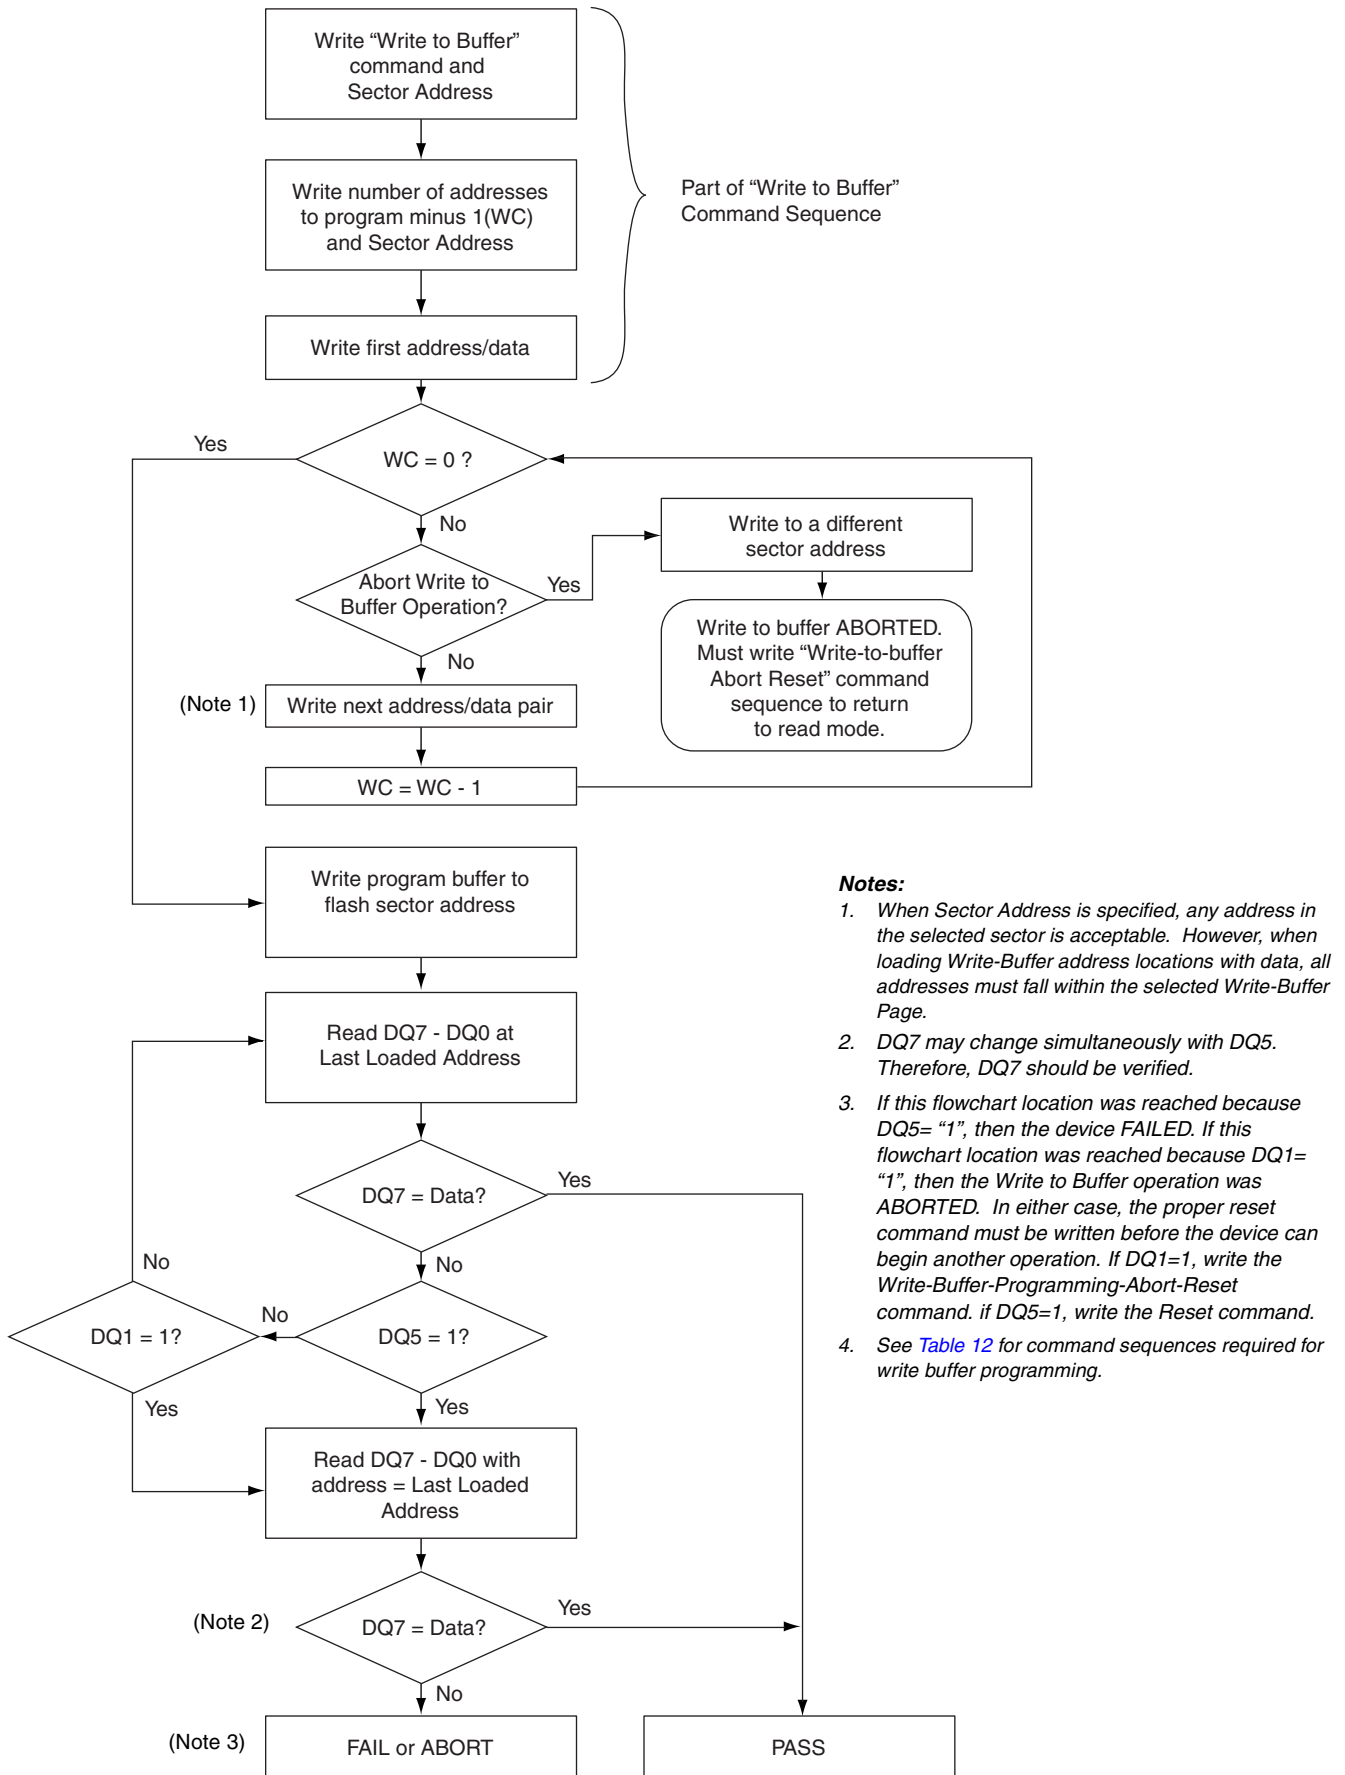 Write “Write to Buffer”
command and
Sector Address
Write number of addresses
to program minus 1(WC)
and Sector Address
Part of “Write to Buffer”
Command Sequence
Write first address/data
Yes
WC = 0 ?
No
Write to a different
sector address
Abort Write to
Buffer Operation?
Yes
Write to buffer ABORTED.
Must write “Write-to-buffer
Abort Reset” command
sequence to return
to read mode.
No
(Note 1)
Write next address/data pair
WC = WC - 1
Write program buffer to
flash sector address
Notes:
1. When Sector Address is specified, any address in
the selected sector is acceptable. However, when
loading Write-Buffer address locations with data, all
addresses must fall within the selected Write-Buffer
Page.
2. DQ7 may change simultaneously with DQ5.
Therefore, DQ7 should be verified.
3. If this flowchart location was reached because
DQ5= “1”, then the device FAILED. If this
flowchart location was reached because DQ1=
“1”, then the Write to Buffer operation was
ABORTED. In either case, the proper reset
command must be written before the device can
begin another operation. If DQ1=1, write the
Write-Buffer-Programming-Abort-Reset
command. if DQ5=1, write the Reset command.
4. See Table 12 for command sequences required for
write buffer programming.
Read DQ7 - DQ0 at
Last Loaded Address
DQ7 = Data?
Yes
No
No
No
DQ1 = 1?
DQ5 = 1?
Yes
Yes
Read DQ7 - DQ0 with
address = Last Loaded
Address
(Note 2)
DQ7 = Data?
Yes
No
(Note 3)
FAIL or ABORT
PASS